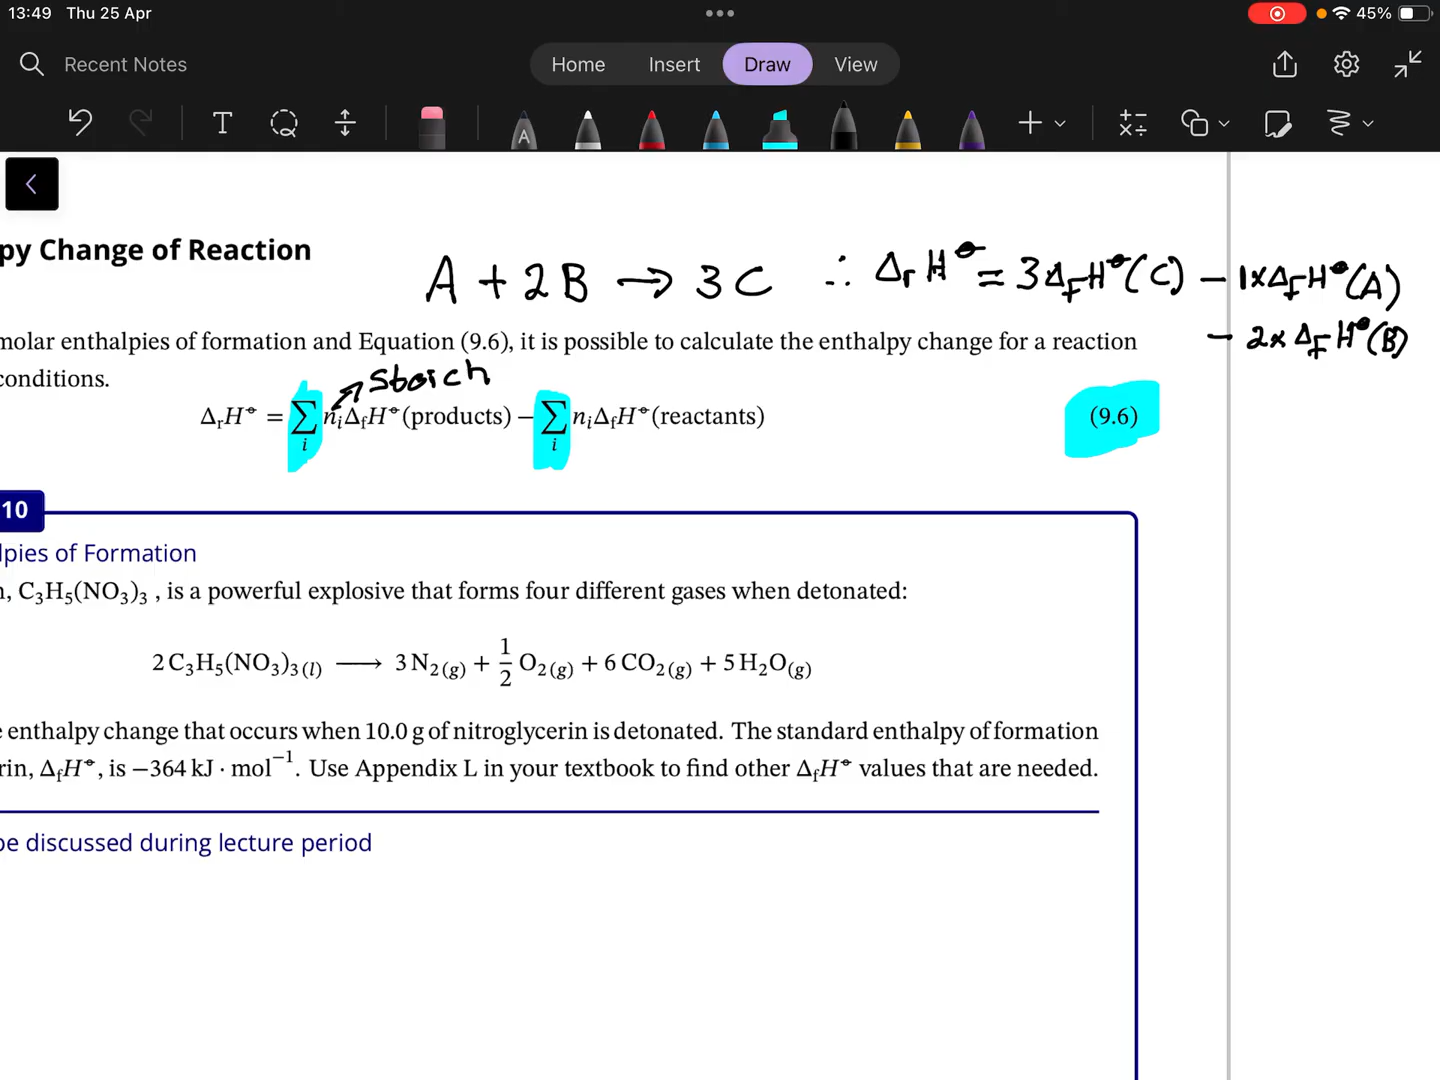 13:49 Thu 25 Apr 45%
Recent Notes Home Insert Draw View
T A
py Change of Reaction
A + 2B → 3C ∴ ΔrH⦵ = 3ΔfH⦵(C) − 1×ΔfH⦵(A)
− 2×ΔfH⦵(B)
molar enthalpies of formation and Equation (9.6), it is possible to calculate the enthalpy change for a reaction
conditions.
stoich
ΔrH⦵ = ∑i niΔfH⦵(products) − ∑i niΔfH⦵(reactants) (9.6)
10
lpies of Formation
n, C₃H₅(NO₃)₃ , is a powerful explosive that forms four different gases when detonated:
2 C₃H₅(NO₃)₃(l) ⟶ 3 N₂(g) + 1/2 O₂(g) + 6 CO₂(g) + 5 H₂O(g)
e enthalpy change that occurs when 10.0 g of nitroglycerin is detonated. The standard enthalpy of formation
rin, ΔfH⦵, is −364 kJ · mol⁻¹. Use Appendix L in your textbook to find other ΔfH⦵ values that are needed.
be discussed during lecture period